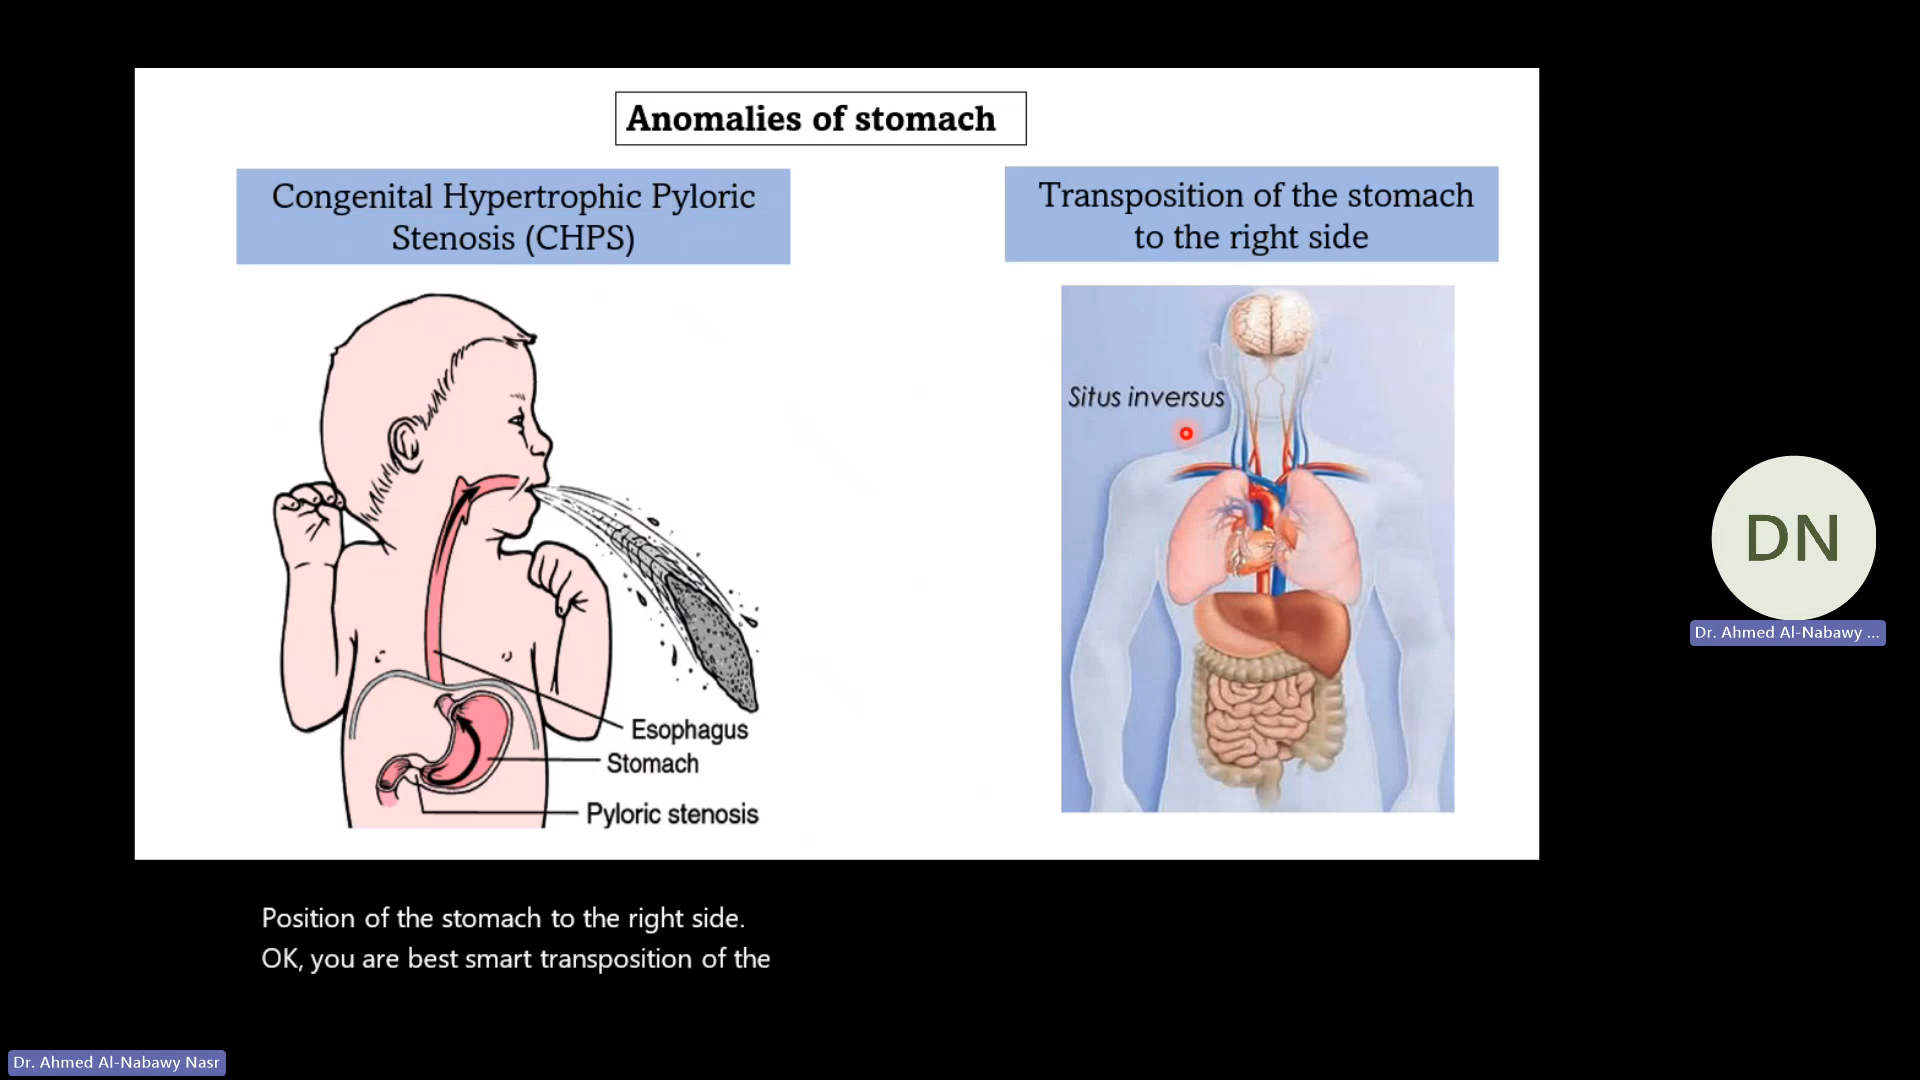 Anomalies of stomach
Congenital Hypertrophic Pyloric
Stenosis (CHPS)
Transposition of the stomach
to the right side
Situs inversus
Esophagus
Stomach
Pyloric stenosis
DN
Dr. Ahmed Al-Nabawy ...
Position of the stomach to the right side.
OK, you are best smart transposition of the
Dr. Ahmed Al-Nabawy Nasr